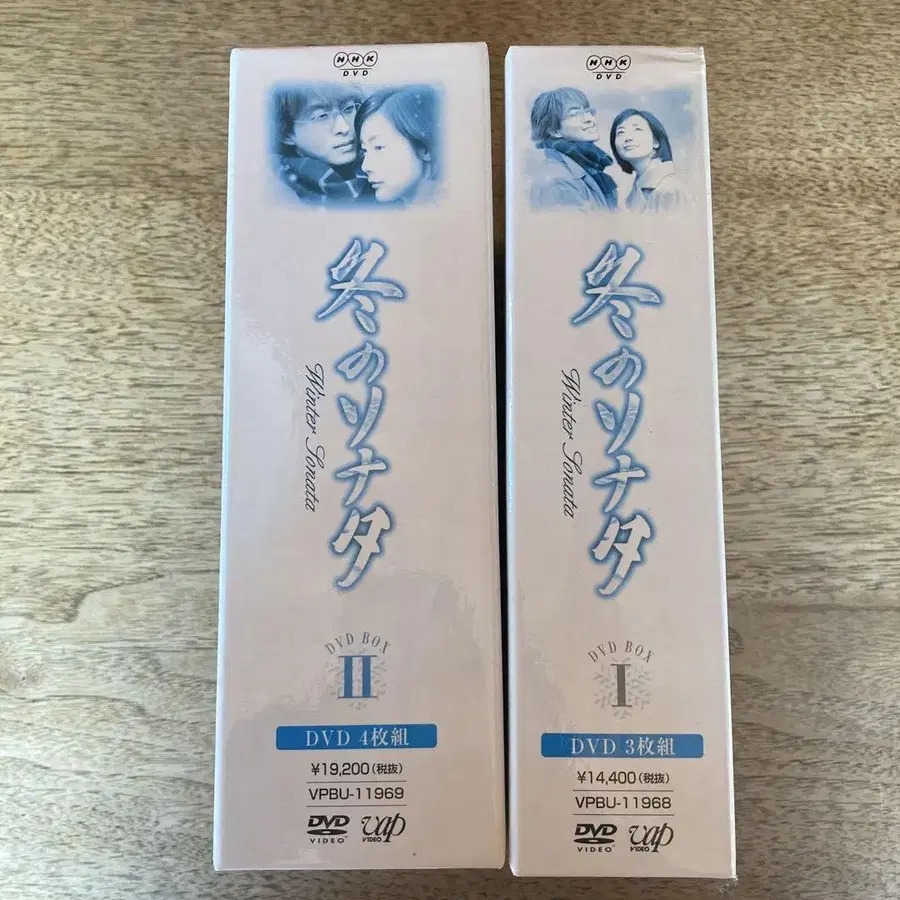 NHK
DVD
冬のソナタ
Winter Sonata
DVD BOX
II
DVD 4枚組
¥19,200(税抜)
VPBU-11969
DVD
VIDEO
vap
VIDEO
NHK
DVD
冬のソナタ
Winter Sonata
DVD BOX
I
DVD 3枚組
¥14,400(税抜)
VPBU-11968
DVD
VIDEO
vap
VIDEO